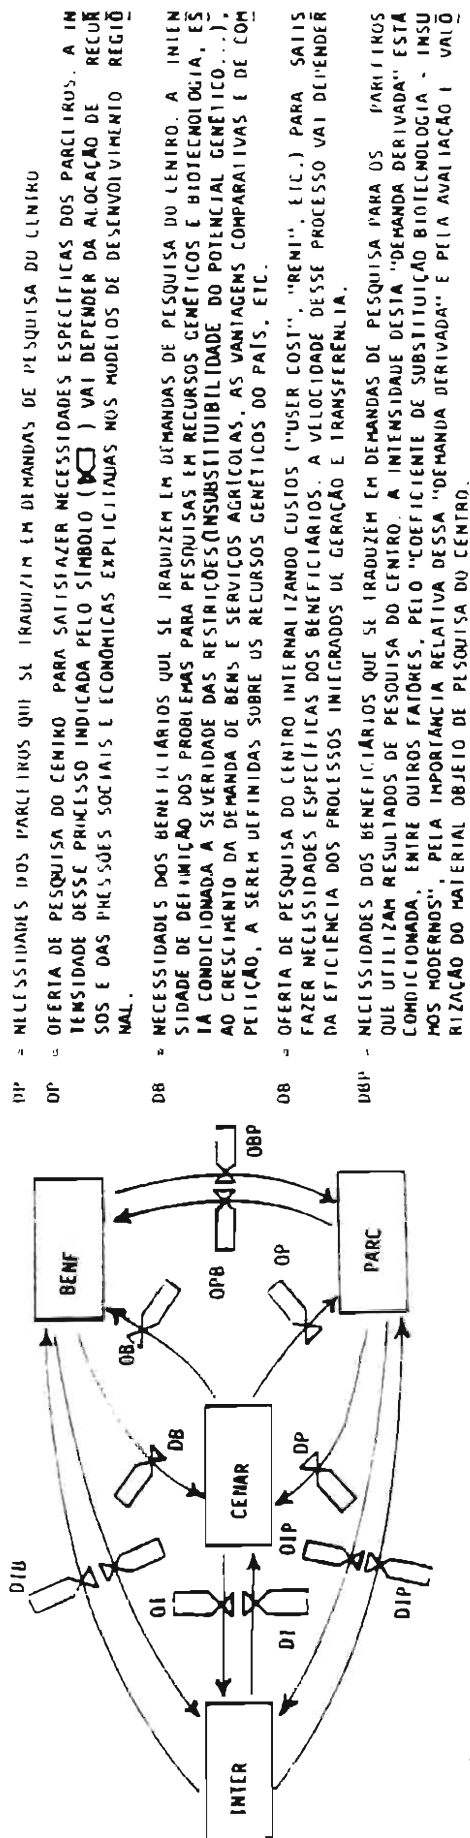 DP = NECESSIDADES DOS PARCEIROS QUE SE TRADUZEM EM DEMANDAS DE PESQUISA DO CENTRO
OP = OFERTA DE PESQUISA DO CENTRO PARA SATISFAZER NECESSIDADES ESPECÍFICAS DOS PARCEIROS. A IN
TENSIDADE DESSE PROCESSO INDICADA PELO SÍMBOLO ( ) VAI DEPENDER DA ALOCAÇÃO DE RECUR
SOS E DAS PRESSÕES SOCIAIS E ECONÔMICAS EXPLICITADAS NOS MODELOS DE DESENVOLVIMENTO REGIO
NAL.
DB = NECESSIDADES DOS BENEFICIÁRIOS QUE SE TRADUZEM EM DEMANDAS DE PESQUISA DO CENTRO. A INTEN
SIDADE DE DEFINIÇÃO DOS PROBLEMAS PARA PESQUISAS EM RECURSOS GENÉTICOS E BIOTECNOLOGIA, ES
TÁ CONDICIONADA A SEVERIDADE DAS RESTRIÇÕES(INSUBSTITUIBILIDADE DO POTENCIAL GENÉTICO...),
AO CRESCIMENTO DA DEMANDA DE BENS E SERVIÇOS AGRÍCOLAS, AS VANTAGENS COMPARATIVAS E DE COM
PETIÇÃO, A SEREM DEFINIDAS SOBRE OS RECURSOS GENÉTICOS DO PAÍS, ETC.
OB = OFERTA DE PESQUISA DO CENTRO INTERNALIZANDO CUSTOS ("USER COST", "RENT", ETC.) PARA SATIS
FAZER NECESSIDADES ESPECÍFICAS DOS BENEFICIÁRIOS. A VELOCIDADE DESSE PROCESSO VAI DEPENDER
DA EFICIÊNCIA DOS PROCESSOS INTEGRADOS DE GERAÇÃO E TRANSFERÊNCIA.
DBP - NECESSIDADES DOS BENEFICIÁRIOS QUE SE TRADUZEM EM DEMANDAS DE PESQUISA PARA OS PARCEIROS
QUE UTILIZAM RESULTADOS DE PESQUISA DO CENTRO. A INTENSIDADE DESTA "DEMANDA DERIVADA" ESTÁ
CONDICIONADA, ENTRE OUTROS FATÔRES, PELO "COEFICIENTE DE SUBSTITUIÇÃO BIOTECNOLOGIA - INSU
MOS MODERNOS", PELA IMPORTÂNCIA RELATIVA DESSA "DEMANDA DERIVADA" E PELA AVALIAÇÃO E VALO
RIZAÇÃO DO MATERIAL OBJETO DE PESQUISA DO CENTRO.
BENF
OB
DIB
DB
OPB
OBP
OP
INTER
OI
DI
CENAR
DP
OIP
DIP
PARC